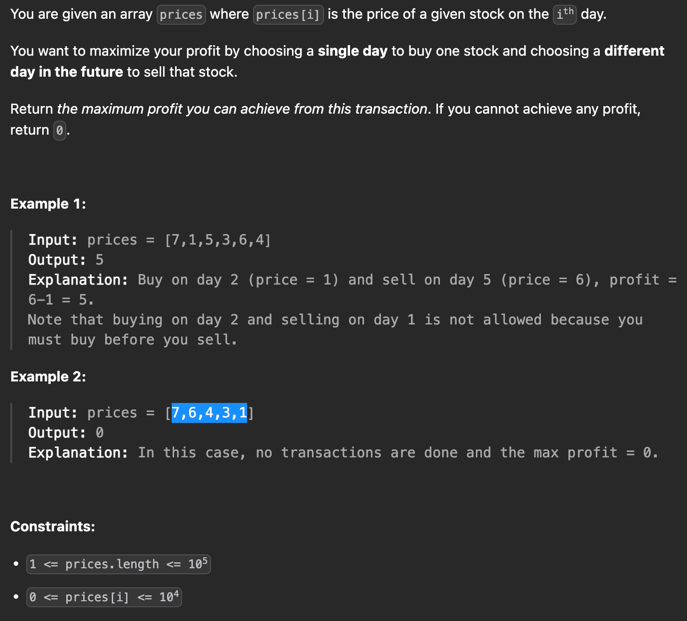 You are given an array prices where prices[i] is the price of a given stock on the iᵗʰ day.
You want to maximize your profit by choosing a single day to buy one stock and choosing a different
day in the future to sell that stock.
Return the maximum profit you can achieve from this transaction. If you cannot achieve any profit,
return 0.
Example 1:
Input: prices = [7,1,5,3,6,4]
Output: 5
Explanation: Buy on day 2 (price = 1) and sell on day 5 (price = 6), profit =
6-1 = 5.
Note that buying on day 2 and selling on day 1 is not allowed because you
must buy before you sell.
Example 2:
Input: prices = [7,6,4,3,1]
Output: 0
Explanation: In this case, no transactions are done and the max profit = 0.
Constraints:
• 1 <= prices.length <= 10⁵
• 0 <= prices[i] <= 10⁴